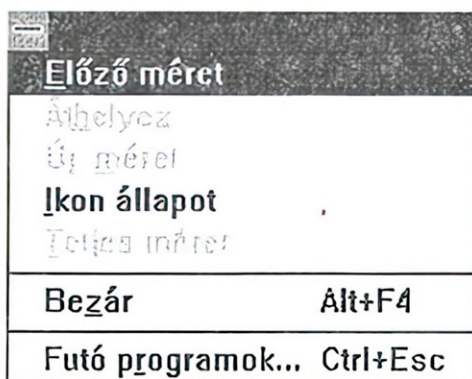 Előző méret
Áthelyez
Új méret
Ikon állapot
Teljes méret
Bezár Alt+F4
Futó programok... Ctrl+Esc